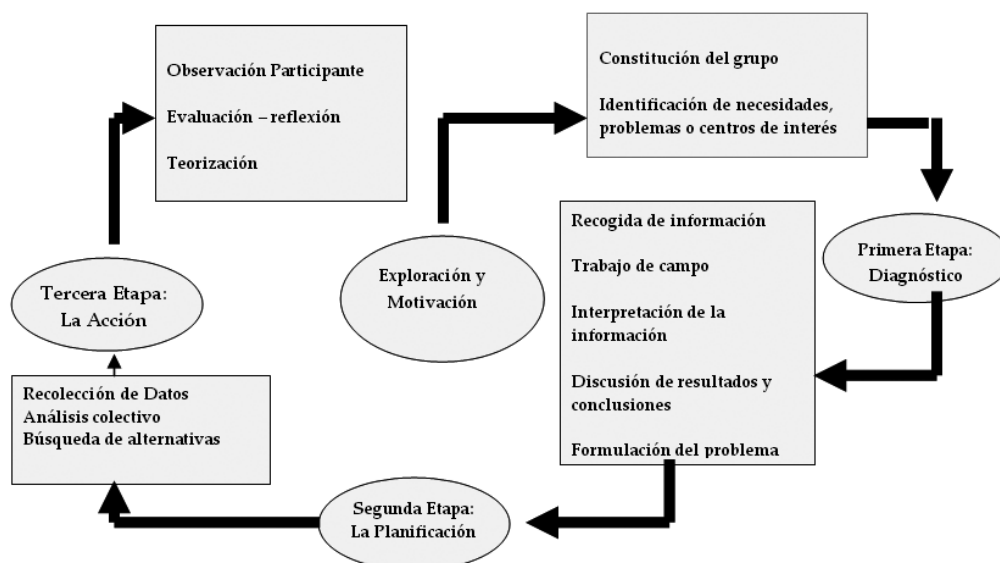 Observación Participante
Evaluación – reflexión
Teorización
Constitución del grupo
Identificación de necesidades,
problemas o centros de interés
Exploración y
Motivación
Recogida de información
Trabajo de campo
Interpretación de la
información
Discusión de resultados y
conclusiones
Formulación del problema
Primera Etapa:
Diagnóstico
Tercera Etapa:
La Acción
Recolección de Datos
Análisis colectivo
Búsqueda de alternativas
Segunda Etapa:
La Planificación